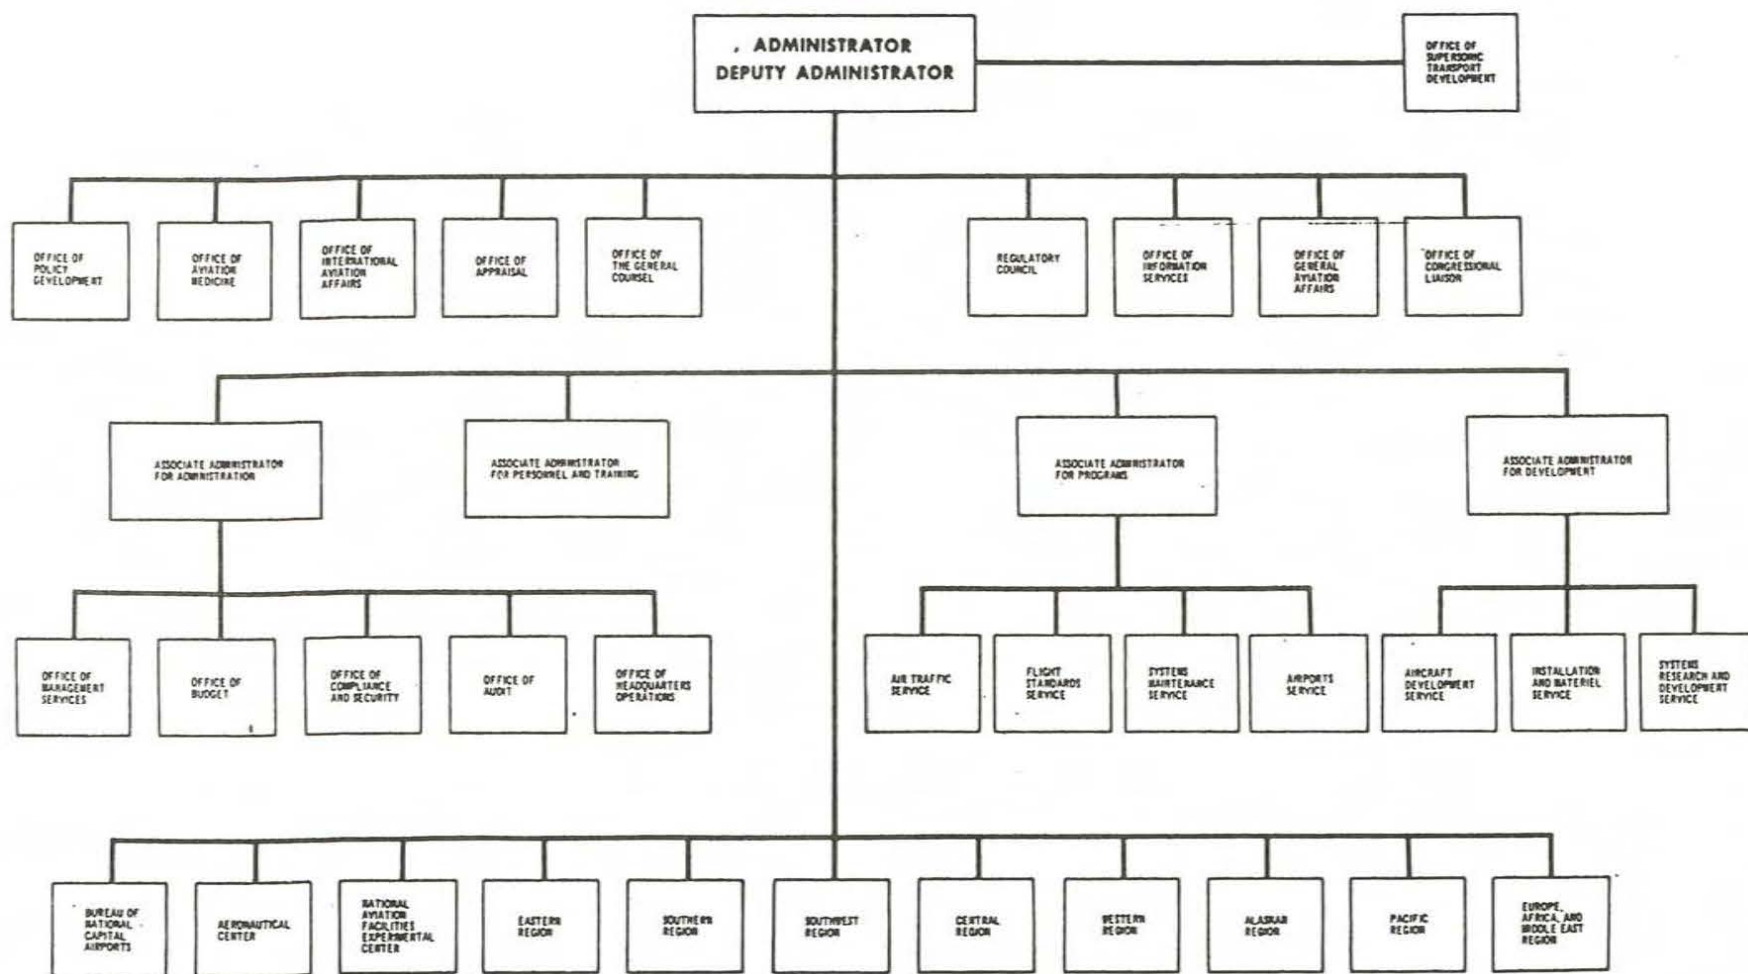 ADMINISTRATOR
DEPUTY ADMINISTRATOR
OFFICE OF
SUPERSONIC
TRANSPORT
DEVELOPMENT
OFFICE OF
POLICY
DEVELOPMENT
OFFICE OF
AVIATION
MEDICINE
OFFICE OF
INTERNATIONAL
AVIATION
AFFAIRS
OFFICE OF
APPRAISAL
OFFICE OF
THE GENERAL
COUNSEL
REGULATORY
COUNCIL
OFFICE OF
INFORMATION
SERVICES
OFFICE OF
GENERAL
AVIATION
AFFAIRS
OFFICE OF
CONGRESSIONAL
LIAISON
ASSOCIATE ADMINISTRATOR
FOR ADMINISTRATION
ASSOCIATE ADMINISTRATOR
FOR PERSONNEL AND TRAINING
ASSOCIATE ADMINISTRATOR
FOR PROGRAMS
ASSOCIATE ADMINISTRATOR
FOR DEVELOPMENT
OFFICE OF
MANAGEMENT
SERVICES
OFFICE OF
BUDGET
OFFICE OF
COMPLIANCE
AND SECURITY
OFFICE OF
AUDIT
OFFICE OF
HEADQUARTERS
OPERATIONS
AIR TRAFFIC
SERVICE
FLIGHT
STANDARDS
SERVICE
SYSTEMS
MAINTENANCE
SERVICE
AIRPORTS
SERVICE
AIRCRAFT
DEVELOPMENT
SERVICE
INSTALLATION
AND MATERIEL
SERVICE
SYSTEMS
RESEARCH AND
DEVELOPMENT
SERVICE
BUREAU OF
NATIONAL
CAPITAL
AIRPORTS
AERONAUTICAL
CENTER
NATIONAL
AVIATION
FACILITIES
EXPERIMENTAL
CENTER
EASTERN
REGION
SOUTHERN
REGION
SOUTHWEST
REGION
CENTRAL
REGION
WESTERN
REGION
ALASKAN
REGION
PACIFIC
REGION
EUROPE,
AFRICA, AND
MIDDLE EAST
REGION